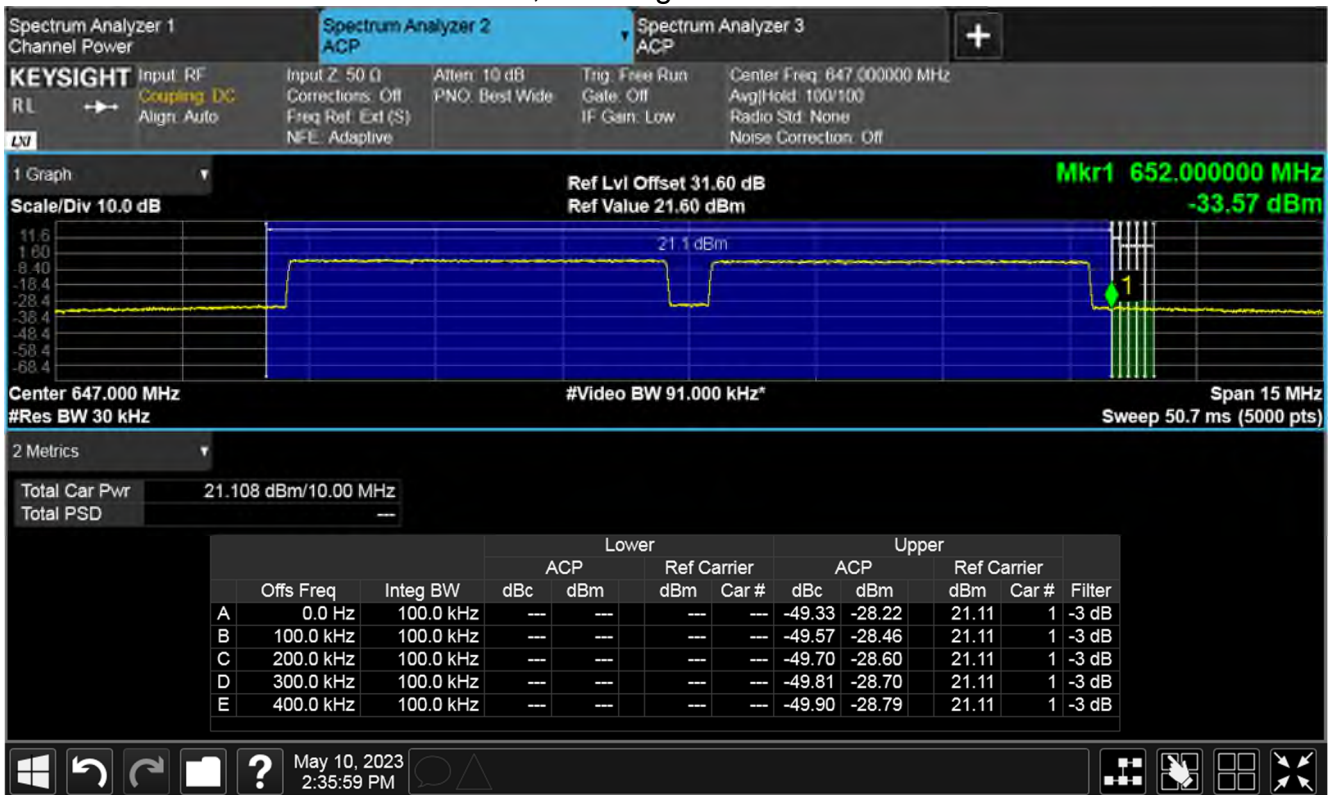 Spectrum Analyzer 1
Channel Power
Spectrum Analyzer 2
ACP
Spectrum Analyzer 3
ACP
KEYSIGHT
RL
LXI
Input: RF
Coupling: DC
Align: Auto
Input Z: 50 Ω
Corrections: Off
Freq Ref: Ext (S)
NFE: Adaptive
Atten: 10 dB
PNO: Best Wide
Trig: Free Run
Gate: Off
IF Gain: Low
Center Freq: 647.000000 MHz
Avg|Hold: 100/100
Radio Std: None
Noise Correction: Off
1 Graph
Scale/Div 10.0 dB
Ref Lvl Offset 31.60 dB
Ref Value 21.60 dBm
Mkr1 652.000000 MHz
-33.57 dBm
11.6
1.60
-8.40
-18.4
-28.4
-38.4
-48.4
-58.4
-68.4
21.1 dBm
1
Center 647.000 MHz
#Res BW 30 kHz
#Video BW 91.000 kHz*
Span 15 MHz
Sweep 50.7 ms (5000 pts)
2 Metrics
Total Car Pwr 21.108 dBm/10.00 MHz
Total PSD ---
Lower Upper
ACP Ref Carrier ACP Ref Carrier
Offs Freq Integ BW dBc dBm dBm Car # dBc dBm dBm Car # Filter
A 0.0 Hz 100.0 kHz --- --- --- --- -49.33 -28.22 21.11 1 -3 dB
B 100.0 kHz 100.0 kHz --- --- --- --- -49.57 -28.46 21.11 1 -3 dB
C 200.0 kHz 100.0 kHz --- --- --- --- -49.70 -28.60 21.11 1 -3 dB
D 300.0 kHz 100.0 kHz --- --- --- --- -49.81 -28.70 21.11 1 -3 dB
E 400.0 kHz 100.0 kHz --- --- --- --- -49.90 -28.79 21.11 1 -3 dB
May 10, 2023
2:35:59 PM